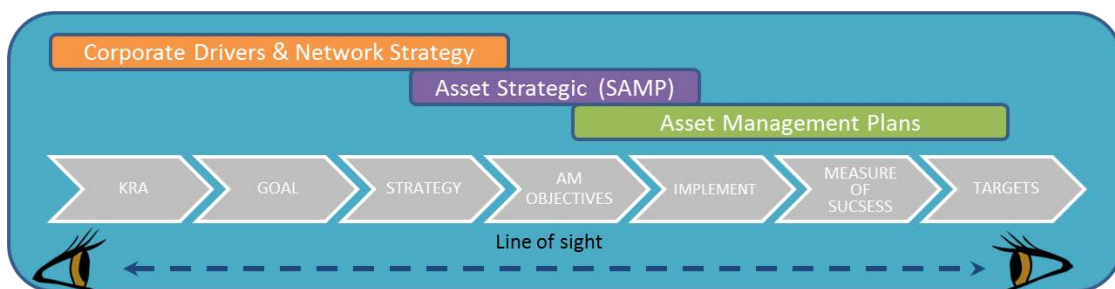 Corporate Drivers & Network Strategy
Asset Strategic (SAMP)
Asset Management Plans
KRA
GOAL
STRATEGY
AM
OBJECTIVES
IMPLEMENT
MEASURE
OF
SUCSESS
TARGETS
Line of sight